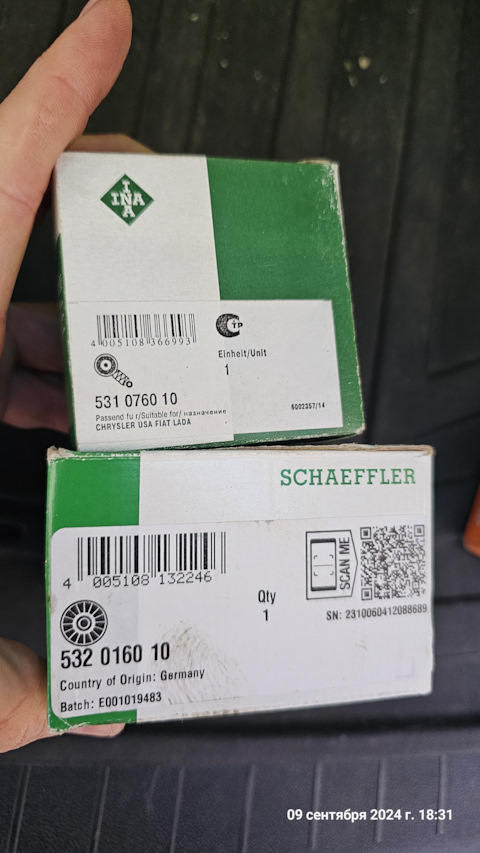 INA
INA
4 005108 366993
CTP
Einheit/Unit
1
531 0760 10
Passend für/Suitable for/ назначение
CHRYSLER USA FIAT LADA
6002357/14
SCHAEFFLER
4 005108 132246
SCAN ME
Qty
1
SN: 2310060412088689
532 0160 10
Country of Origin: Germany
Batch: E001019483
09 сентября 2024 г. 18:31